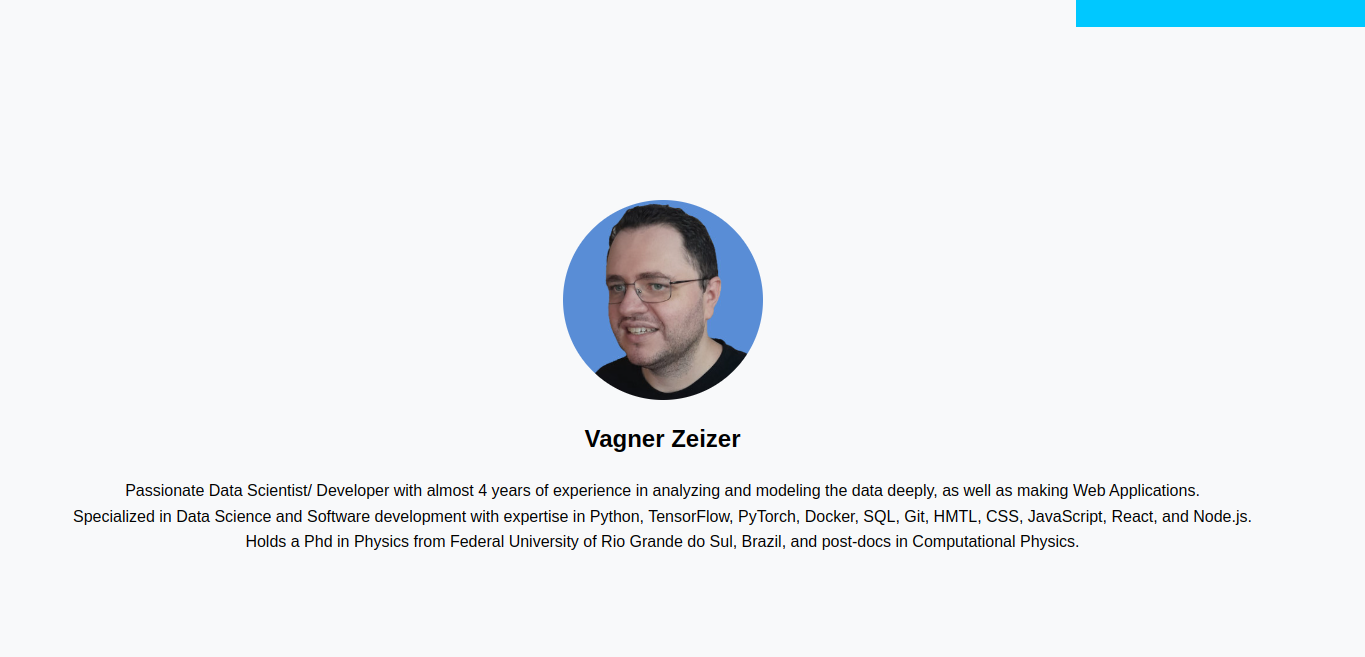 Vagner Zeizer
Passionate Data Scientist/ Developer with almost 4 years of experience in analyzing and modeling the data deeply, as well as making Web Applications.
Specialized in Data Science and Software development with expertise in Python, TensorFlow, PyTorch, Docker, SQL, Git, HMTL, CSS, JavaScript, React, and Node.js.
Holds a Phd in Physics from Federal University of Rio Grande do Sul, Brazil, and post-docs in Computational Physics.